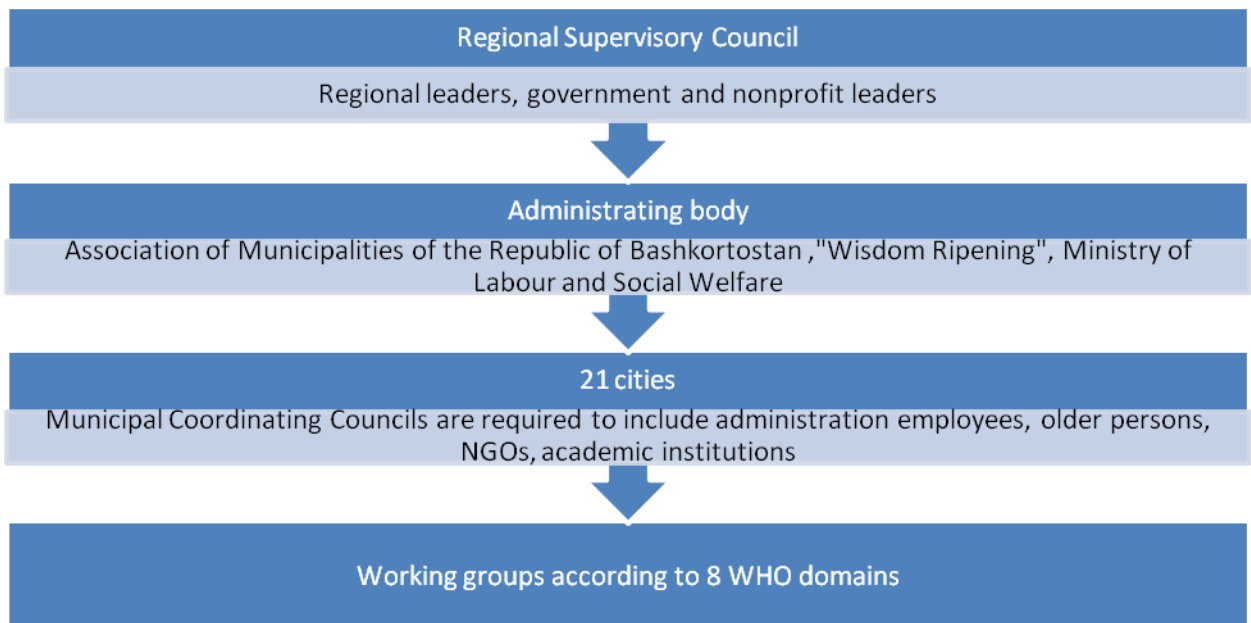 Regional Supervisory Council
Regional leaders, government and nonprofit leaders
Administrating body
Association of Municipalities of the Republic of Bashkortostan ,"Wisdom Ripening", Ministry of
Labour and Social Welfare
21 cities
Municipal Coordinating Councils are required to include administration employees, older persons,
NGOs, academic institutions
Working groups according to 8 WHO domains